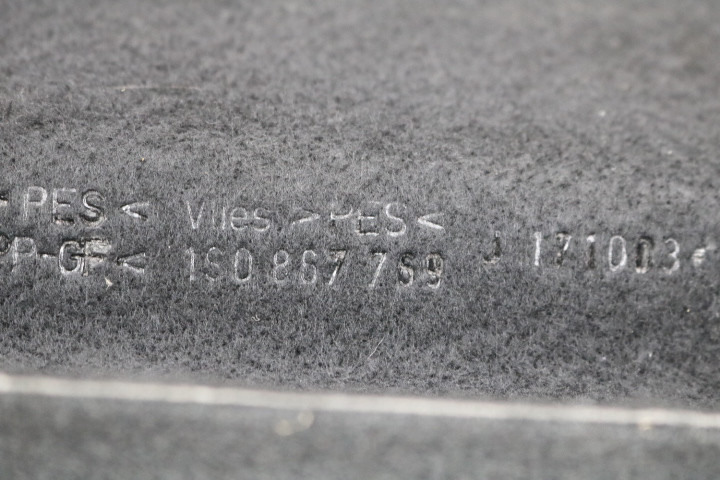 PES< Vlies.>PES<
PP-GF< 1S0 867 769 J 171003